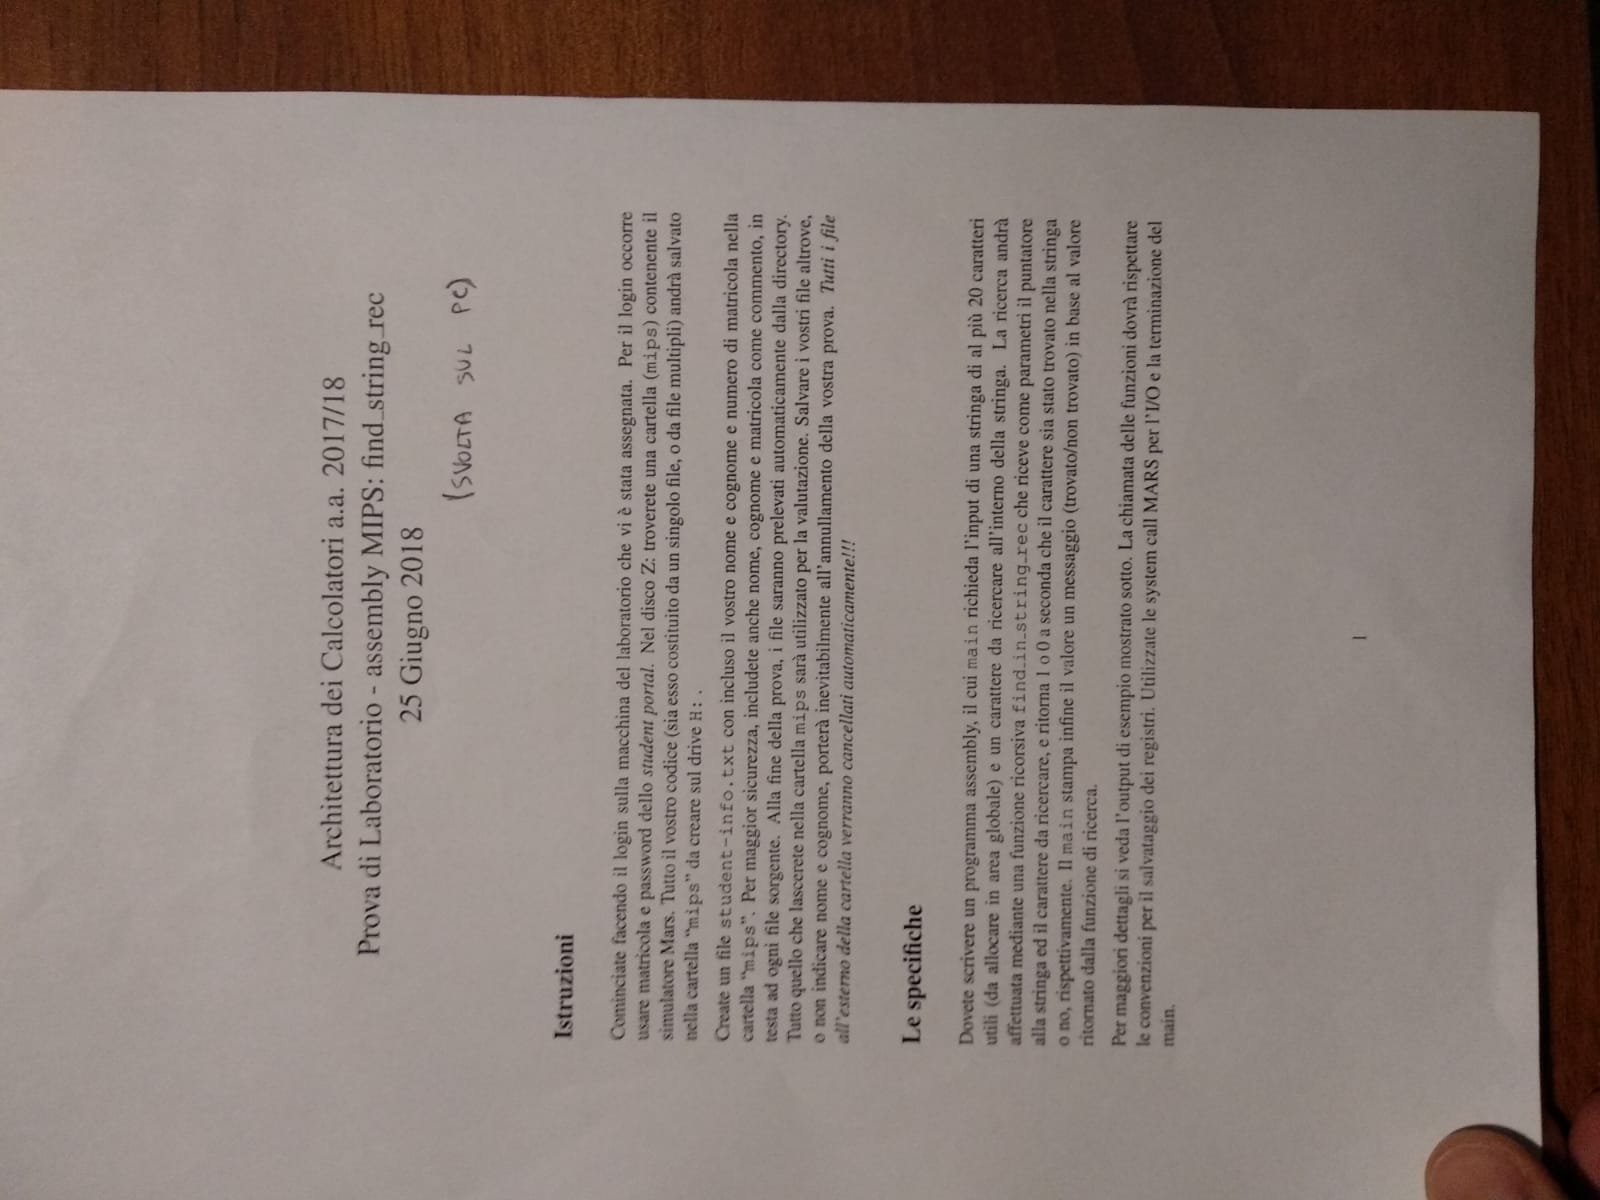 Architettura dei Calcolatori a.a. 2017/18
Prova di Laboratorio - assembly MIPS: find_string_rec
25 Giugno 2018
(SVOLTA SUL PC)
Istruzioni
Cominciate facendo il login sulla macchina del laboratorio che vi è stata assegnata. Per il login occorre
usare matricola e password dello student portal. Nel disco Z: troverete una cartella (mips) contenente il
simulatore Mars. Tutto il vostro codice (sia esso costituito da un singolo file, o da file multipli) andrà salvato
nella cartella “mips” da creare sul drive H: .
Create un file student-info.txt con incluso il vostro nome e cognome e numero di matricola nella
cartella “mips”. Per maggior sicurezza, includete anche nome, cognome e matricola come commento, in
testa ad ogni file sorgente. Alla fine della prova, i file saranno prelevati automaticamente dalla directory.
Tutto quello che lascerete nella cartella mips sarà utilizzato per la valutazione. Salvare i vostri file altrove,
o non indicare nome e cognome, porterà inevitabilmente all'annullamento della vostra prova. Tutti i file
all'esterno della cartella verranno cancellati automaticamente!!!
Le specifiche
Dovete scrivere un programma assembly, il cui main richieda l'input di una stringa di al più 20 caratteri
utili (da allocare in area globale) e un carattere da ricercare all'interno della stringa. La ricerca andrà
affettuata mediante una funzione ricorsiva find_in_string_rec che riceve come parametri il puntatore
alla stringa ed il carattere da ricercare, e ritorna 1 o 0 a seconda che il carattere sia stato trovato nella stringa
o no, rispettivamente. Il main stampa infine il valore un messaggio (trovato/non trovato) in base al valore
ritornato dalla funzione di ricerca.
Per maggiori dettagli si veda l'output di esempio mostrato sotto. La chiamata delle funzioni dovrà rispettare
le convenzioni per il salvataggio dei registri. Utilizzate le system call MARS per l'I/O e la terminazione del
main.
1